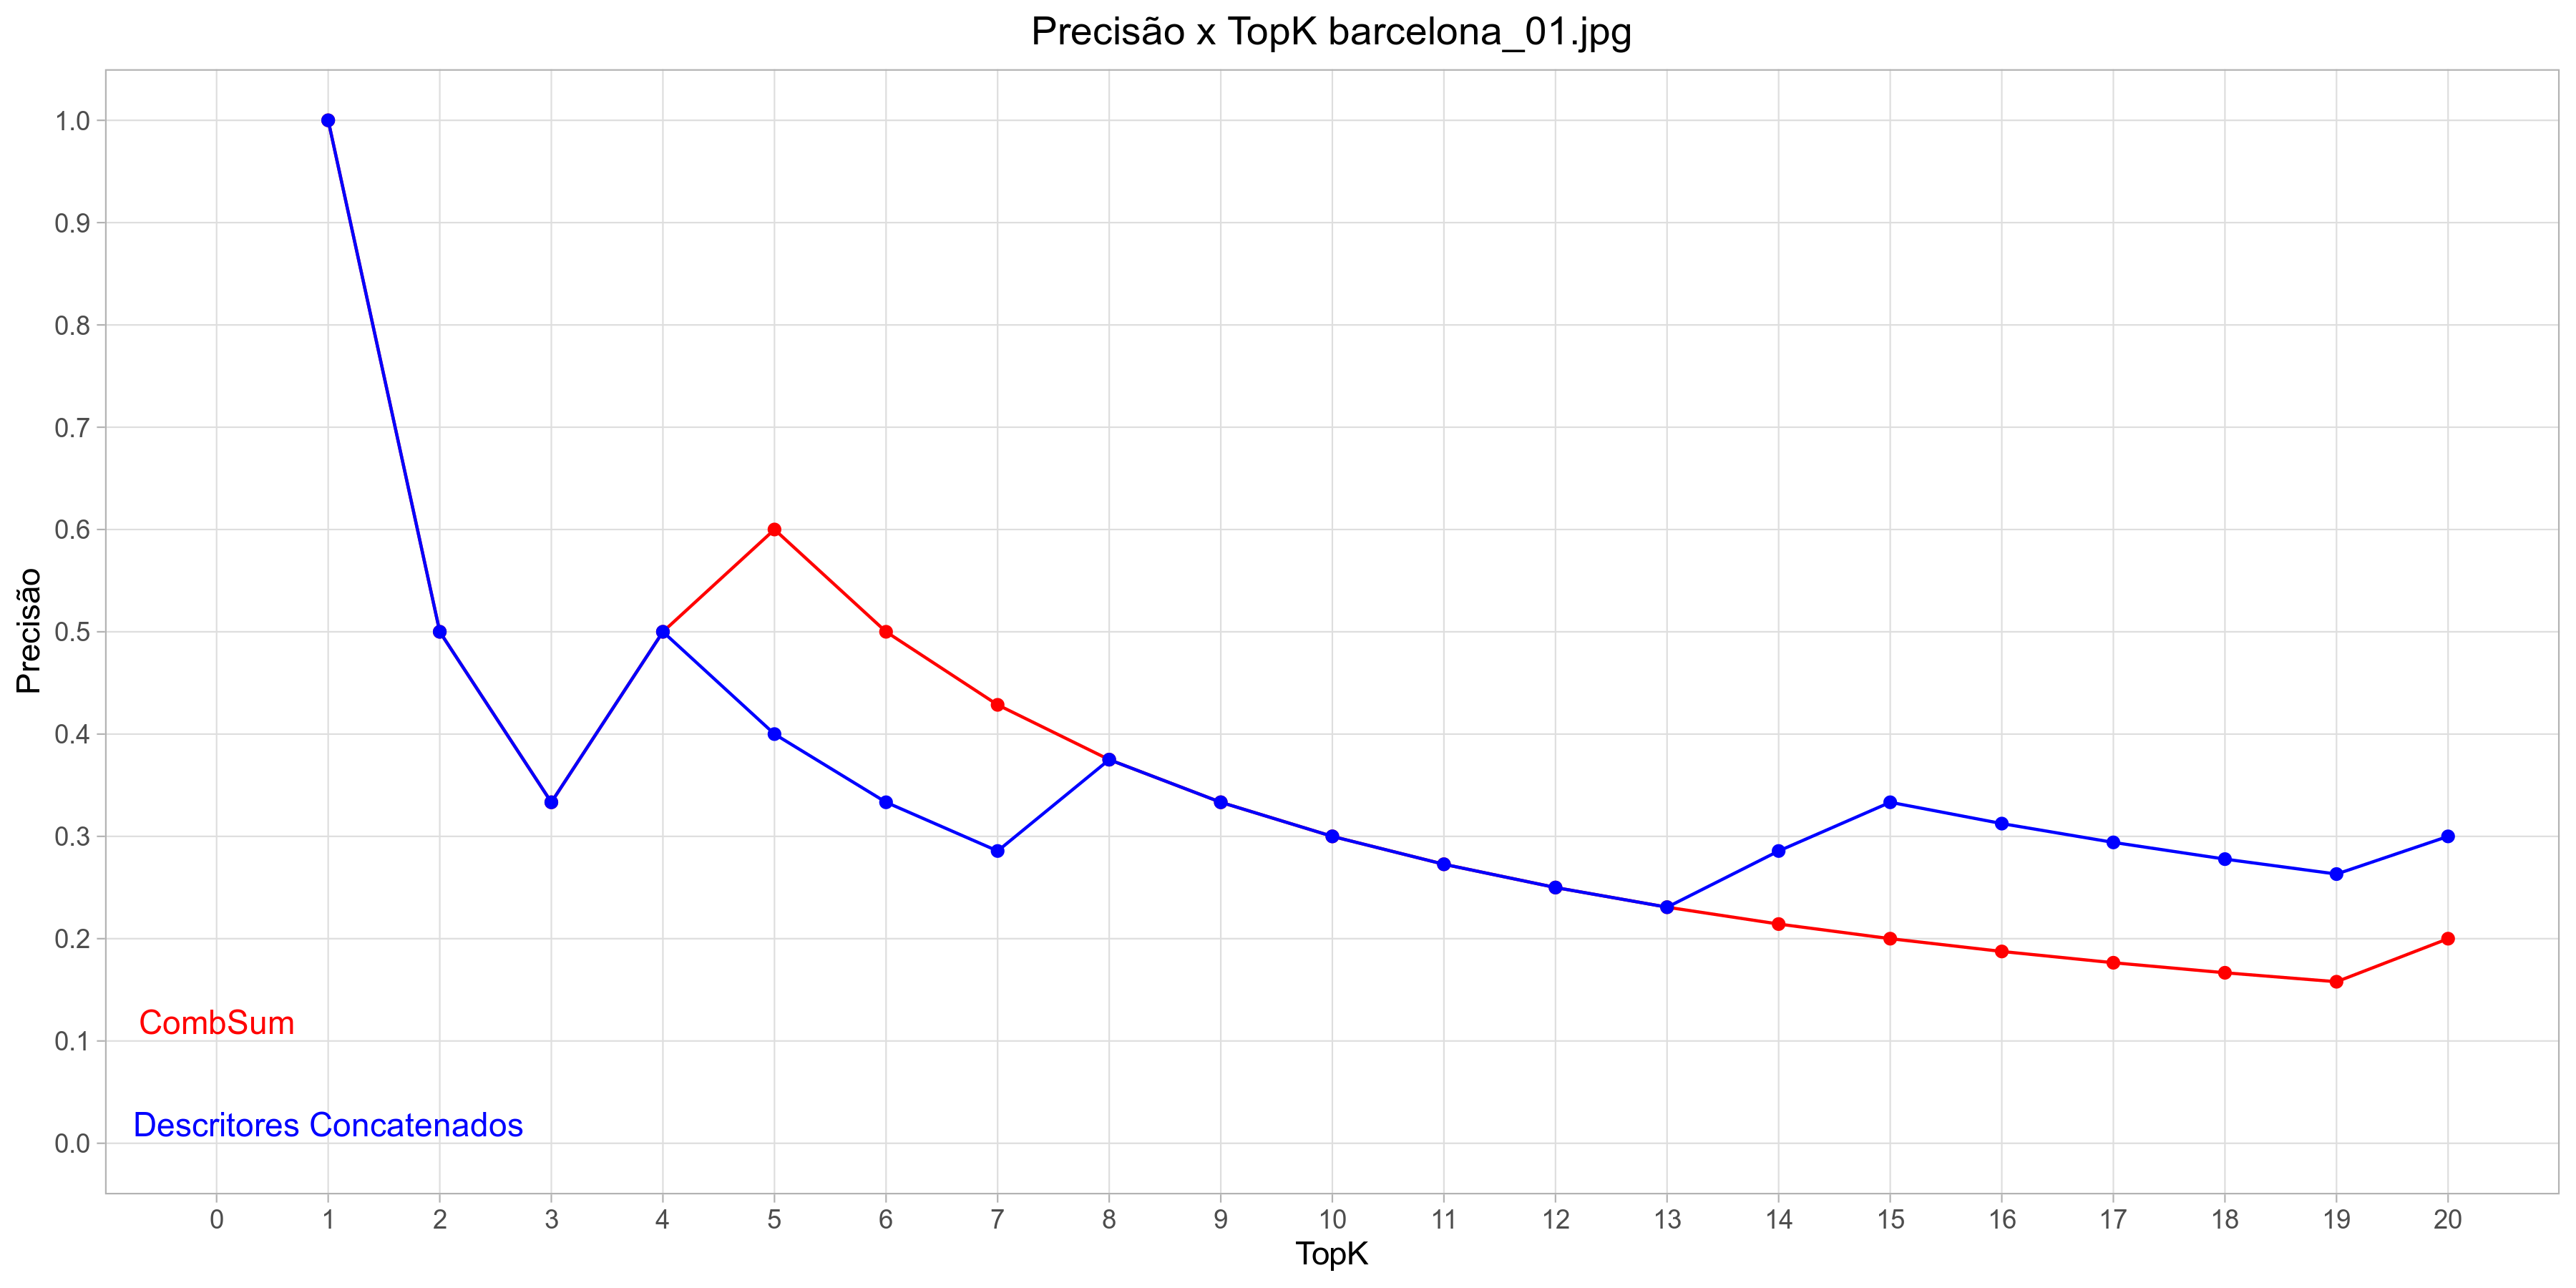 Precisão x TopK barcelona_01.jpg
Precisão
1.0
0.9
0.8
0.7
0.6
0.5
0.4
0.3
0.2
0.1
0.0
CombSum
Descritores Concatenados
0 1 2 3 4 5 6 7 8 9 10 11 12 13 14 15 16 17 18 19 20
TopK